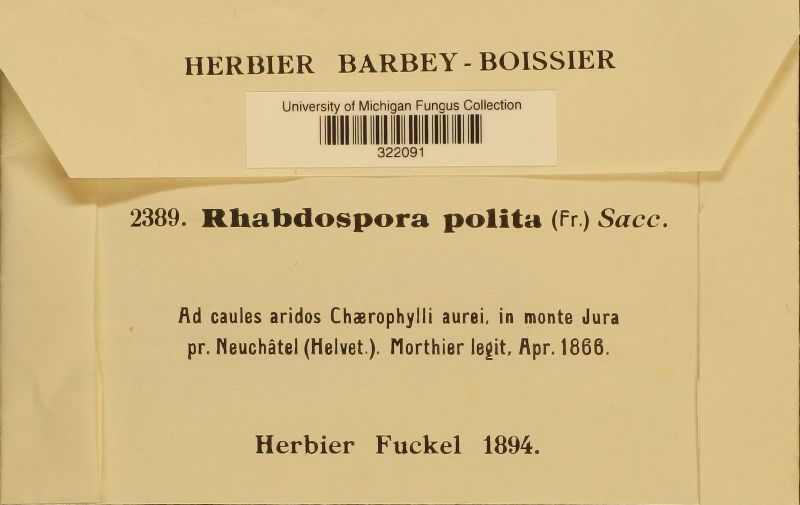 HERBIER BARBEY-BOISSIER
University of Michigan Fungus Collection
322091
2389. Rhabdospora polita (Fr.) Sacc.
Ad caules aridos Chærophylli aurei, in monte Jura
pr. Neuchâtel (Helvet.). Morthier legit, Apr. 1866.
Herbier Fuckel 1894.